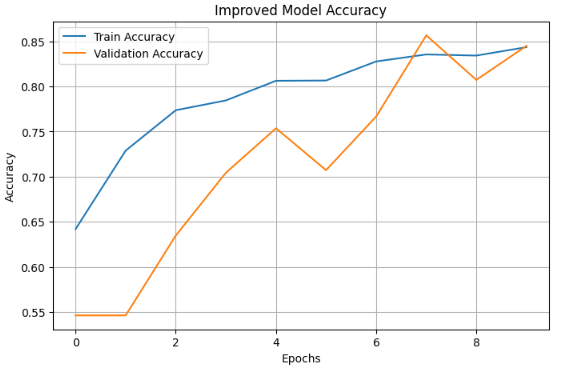 Improved Model Accuracy
Train Accuracy
Validation Accuracy
0.85
0.80
0.75
0.70
0.65
0.60
0.55
Accuracy
0 2 4 6 8
Epochs